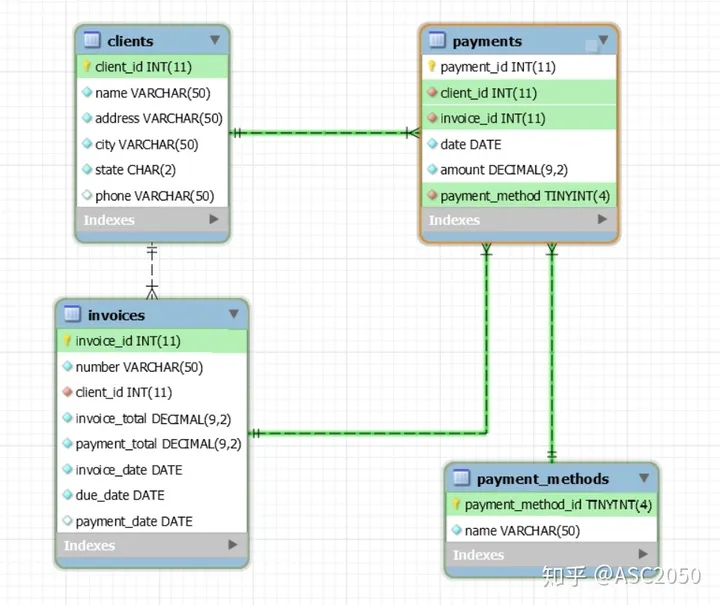 clients
client_id INT(11)
name VARCHAR(50)
address VARCHAR(50)
city VARCHAR(50)
state CHAR(2)
phone VARCHAR(50)
Indexes
payments
payment_id INT(11)
client_id INT(11)
invoice_id INT(11)
date DATE
amount DECIMAL(9,2)
payment_method TINYINT(4)
Indexes
invoices
invoice_id INT(11)
number VARCHAR(50)
client_id INT(11)
invoice_total DECIMAL(9,2)
payment_total DECIMAL(9,2)
invoice_date DATE
due_date DATE
payment_date DATE
Indexes
payment_methods
payment_method_id TINYINT(4)
name VARCHAR(50)
Indexes
知乎 @ASC2050